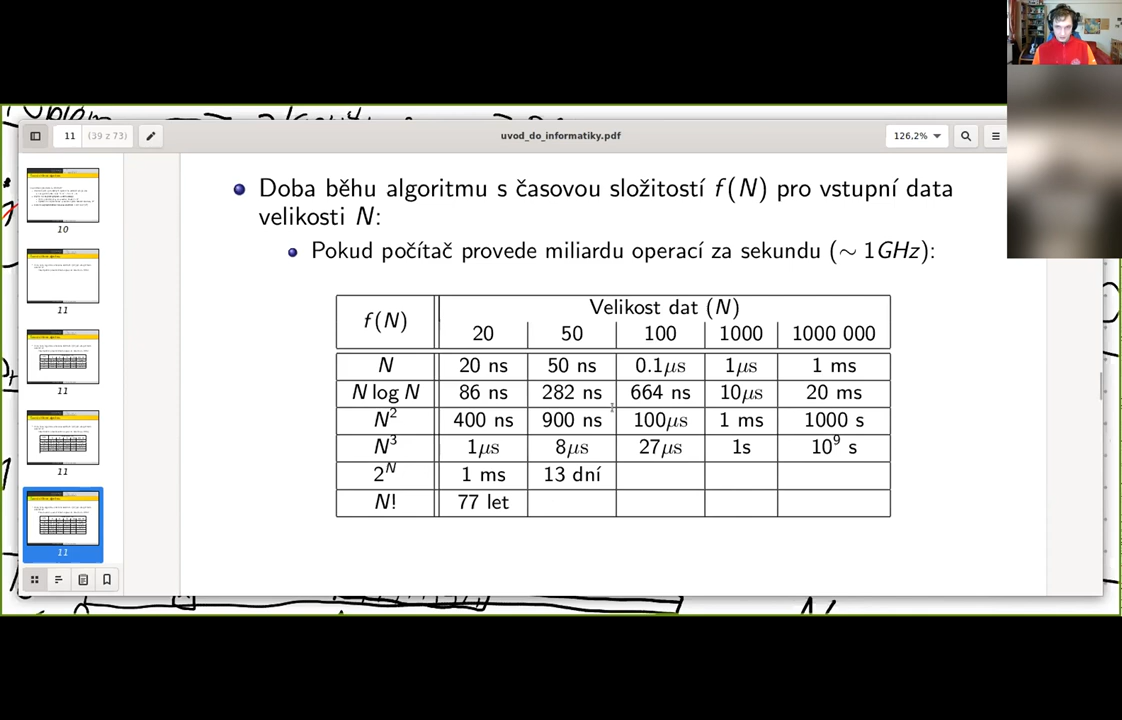 11 (39 z 73)
uvod_do_informatiky.pdf
126,2%
10
11
11
11
11
Doba běhu algoritmu s časovou složitostí f(N) pro vstupní data
velikosti N:
Pokud počítač provede miliardu operací za sekundu (∼ 1GHz):
f(N) Velikost dat (N)
20 50 100 1000 1000 000
N 20 ns 50 ns 0.1μs 1μs 1 ms
N log N 86 ns 282 ns 664 ns 10μs 20 ms
N² 400 ns 900 ns 100μs 1 ms 1000 s
N³ 1μs 8μs 27μs 1s 10⁹ s
2ᴺ 1 ms 13 dní
N! 77 let